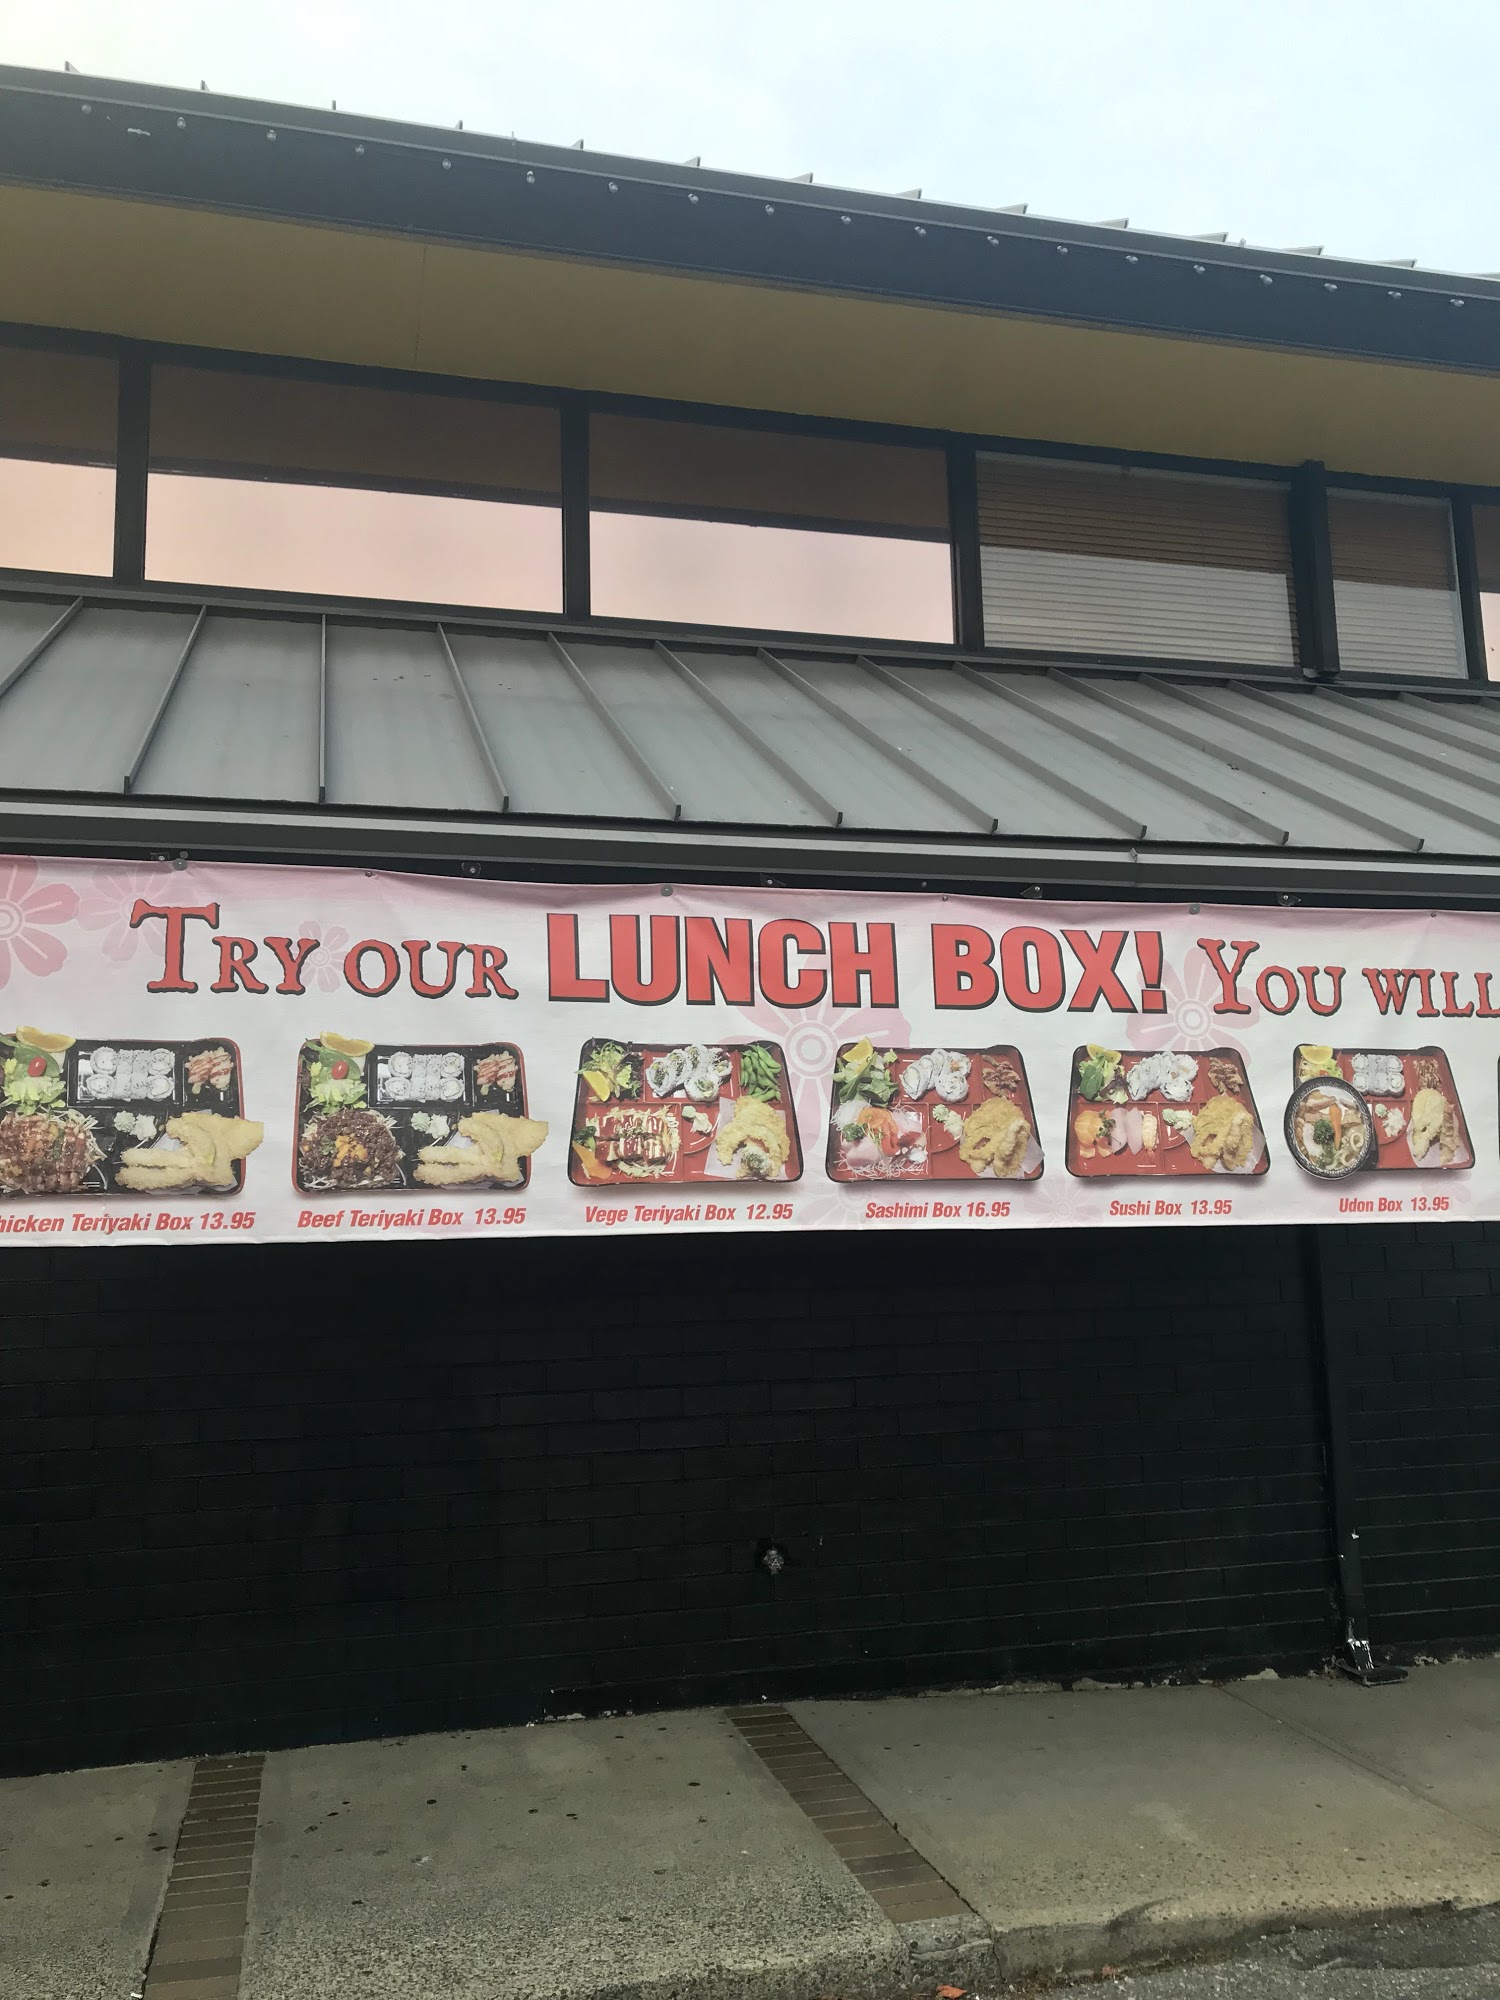 Try our LUNCH BOX! You will
hicken Teriyaki Box 13.95
Beef Teriyaki Box 13.95
Vege Teriyaki Box 12.95
Sashimi Box 16.95
Sushi Box 13.95
Udon Box 13.95